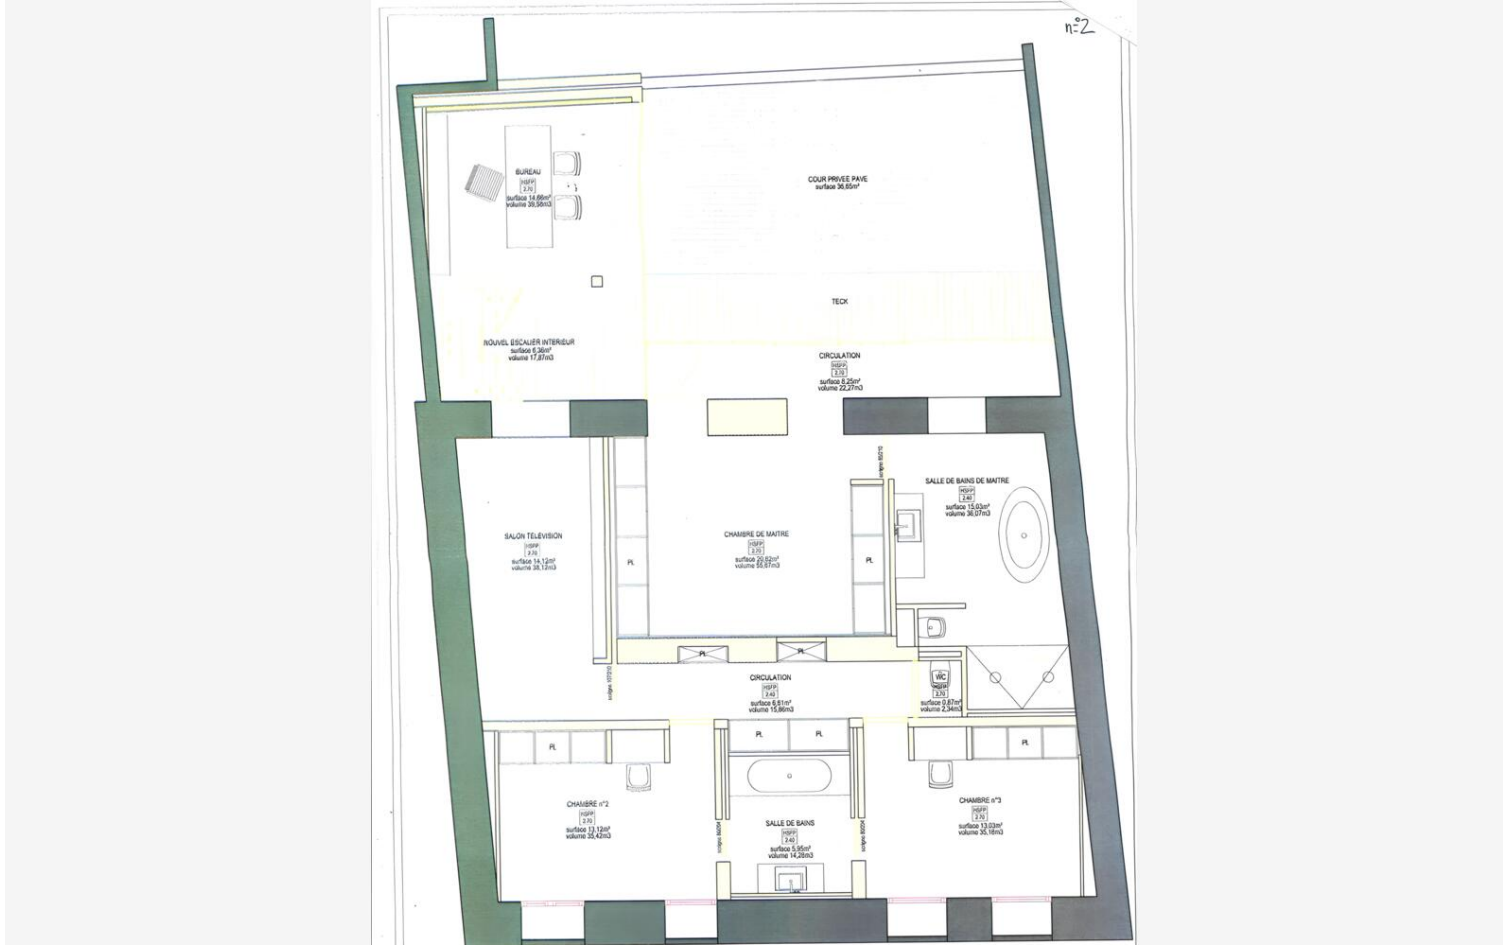 n°2
BUREAU
HSFP
2.70
surface 14,66m²
volume 39,58m3
COUR PRIVEE PAVE
surface 36,65m²
TECK
NOUVEL ESCALIER INTERIEUR
surface 6,36m²
volume 17,87m3
CIRCULATION
HSFP
2.70
surface 8,25m²
volume 22,27m3
SALLE DE BAINS DE MAITRE
HSFP
2.40
surface 15,03m²
volume 36,07m3
SALON TELEVISION
HSFP
2.70
surface 14,12m²
volume 38,12m3
CHAMBRE DE MAITRE
HSFP
2.70
surface 20,62m²
volume 55,67m3
PL
PL
PL
PL
CIRCULATION
HSFP
2.40
surface 6,61m²
volume 15,86m3
WC
HSFP
2.70
surface 0,87m²
volume 2,34m3
PL
PL
PL
PL
CHAMBRE n°2
HSFP
2.70
surface 13,12m²
volume 35,42m3
SALLE DE BAINS
HSFP
2.40
surface 5,95m²
volume 14,28m3
CHAMBRE n°3
HSFP
2.70
surface 13,03m²
volume 35,18m3